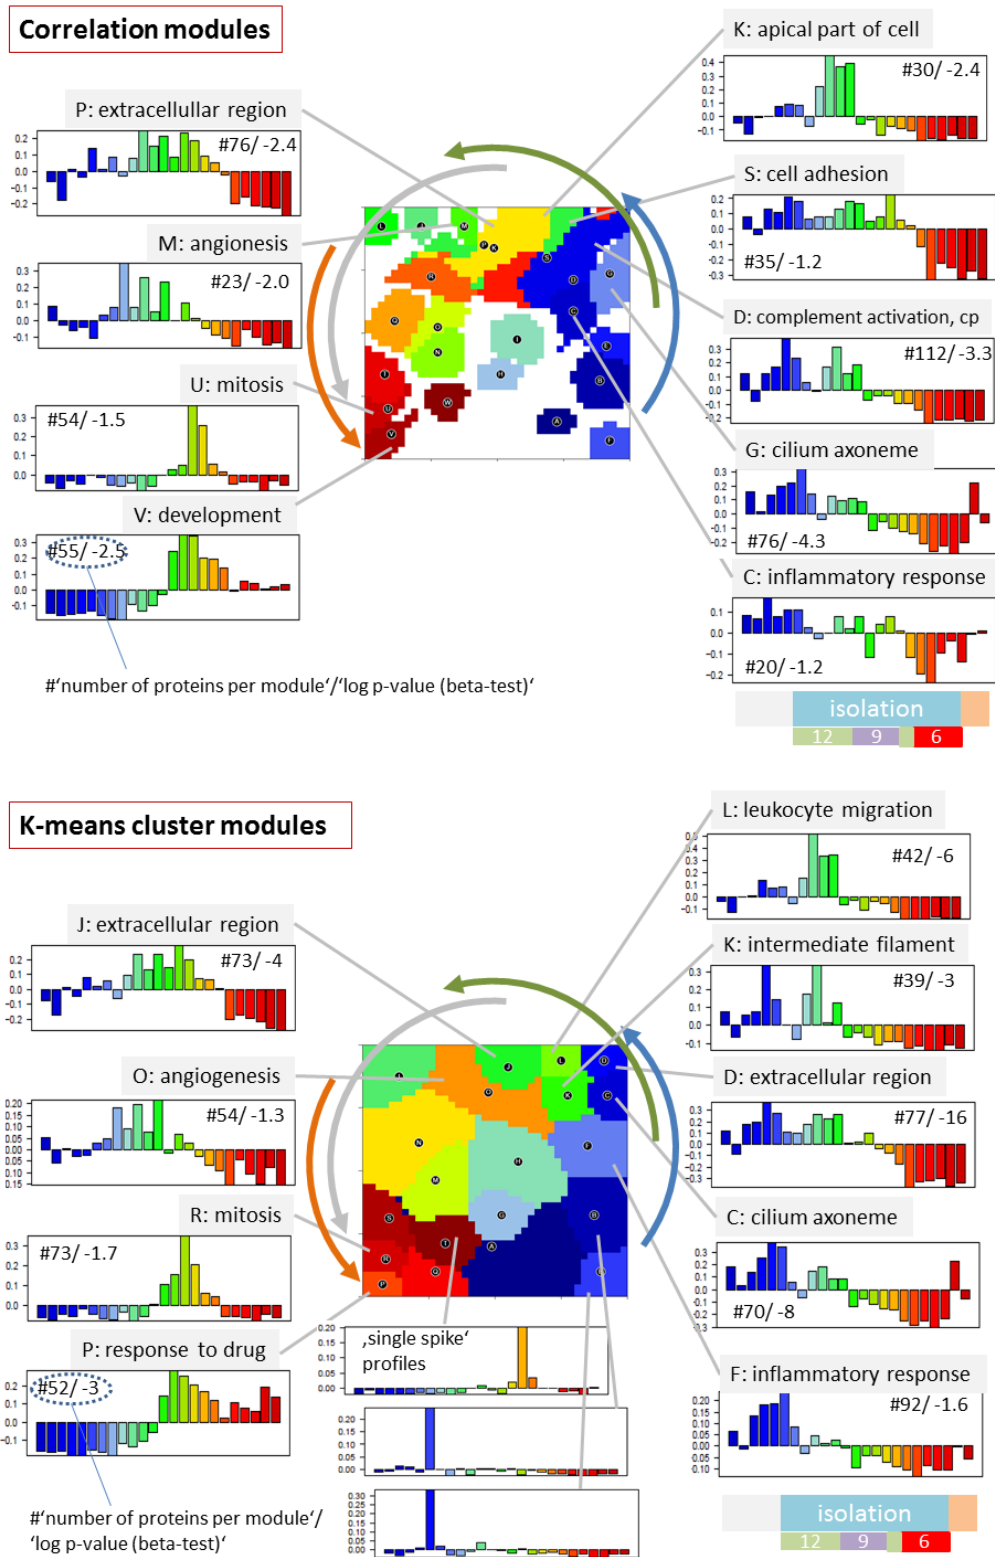 Correlation modules
K: apical part of cell
#30/ -2.4
P: extracellullar region
#76/ -2.4
S: cell adhesion
#35/ -1.2
M: angionesis
#23/ -2.0
D: complement activation, cp
#112/ -3.3
U: mitosis
#54/ -1.5
G: cilium axoneme
#76/ -4.3
V: development
#55/ -2.5
C: inflammatory response
#20/ -1.2
#‘number of proteins per module‘/‘log p-value (beta-test)‘
isolation
12 9 6
K-means cluster modules
L: leukocyte migration
#42/ -6
J: extracellular region
#73/ -4
K: intermediate filament
#39/ -3
O: angiogenesis
#54/ -1.3
D: extracellular region
#77/ -16
R: mitosis
#73/ -1.7
C: cilium axoneme
#70/ -8
P: response to drug
#52/ -3
‚single spike‘
profiles
F: inflammatory response
#92/ -1.6
#‘number of proteins per module‘/
‘log p-value (beta-test)‘
isolation
12 9 6